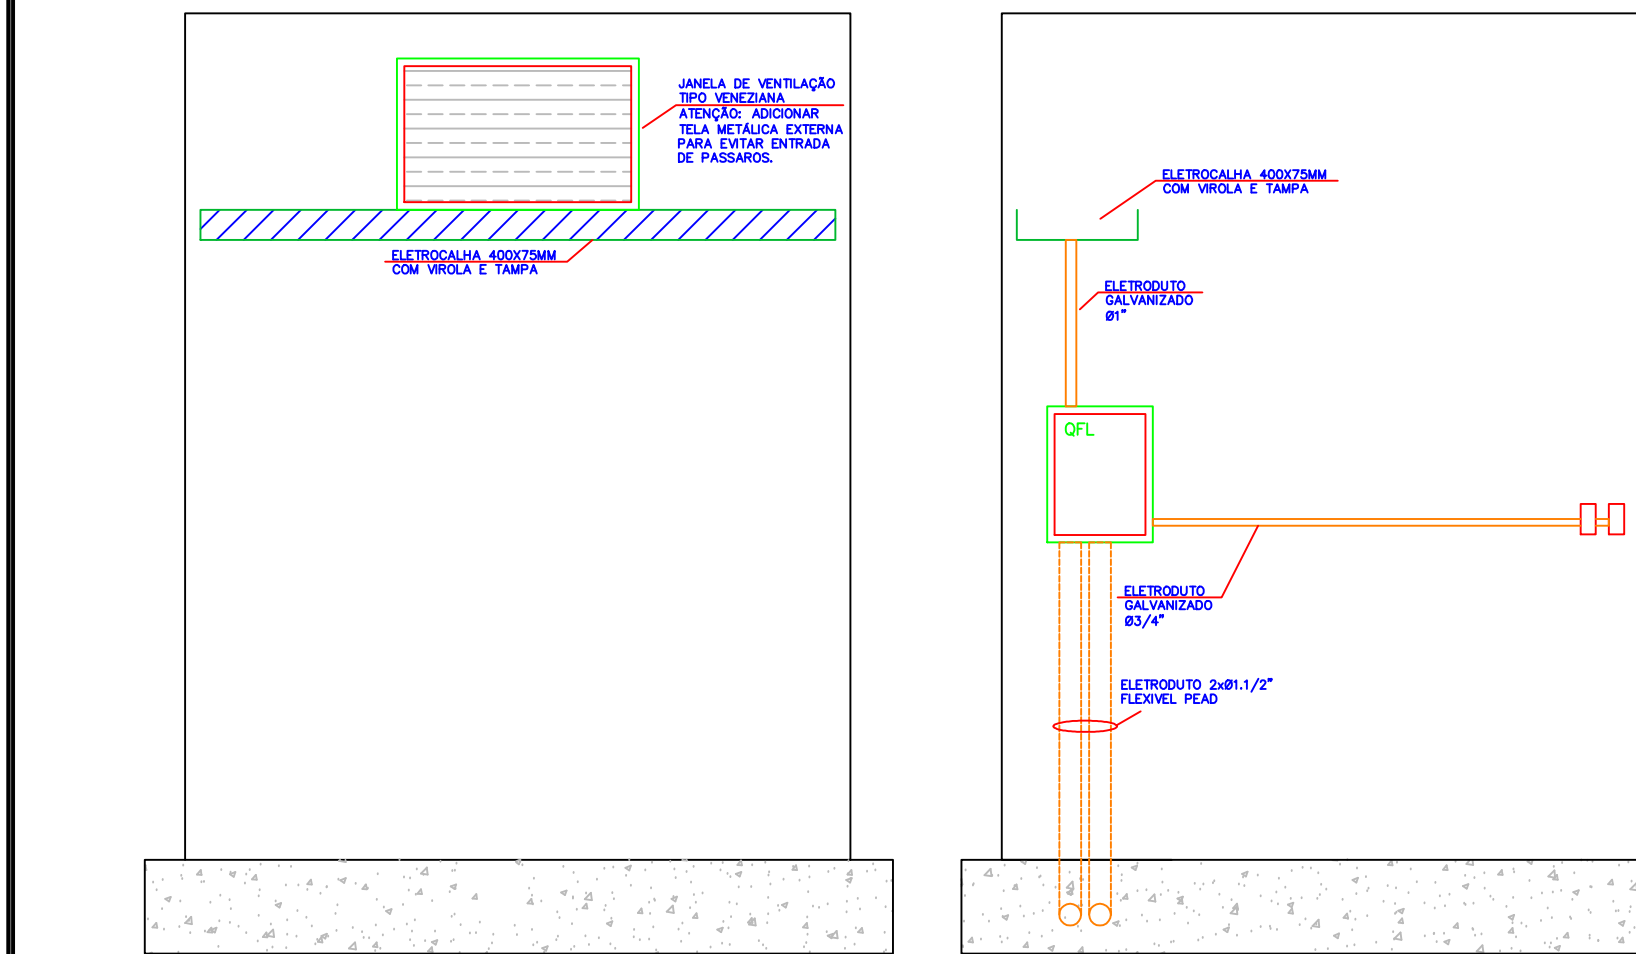 JANELA DE VENTILAÇÃO
TIPO VENEZIANA
ATENÇÃO: ADICIONAR
TELA METÁLICA EXTERNA
PARA EVITAR ENTRADA
DE PASSAROS.
ELETROCALHA 400X75MM
COM VIROLA E TAMPA
ELETROCALHA 400X75MM
COM VIROLA E TAMPA
ELETRODUTO
GALVANIZADO
Ø1"
QFL
ELETRODUTO
GALVANIZADO
Ø3/4"
ELETRODUTO 2xØ1.1/2"
FLEXIVEL PEAD